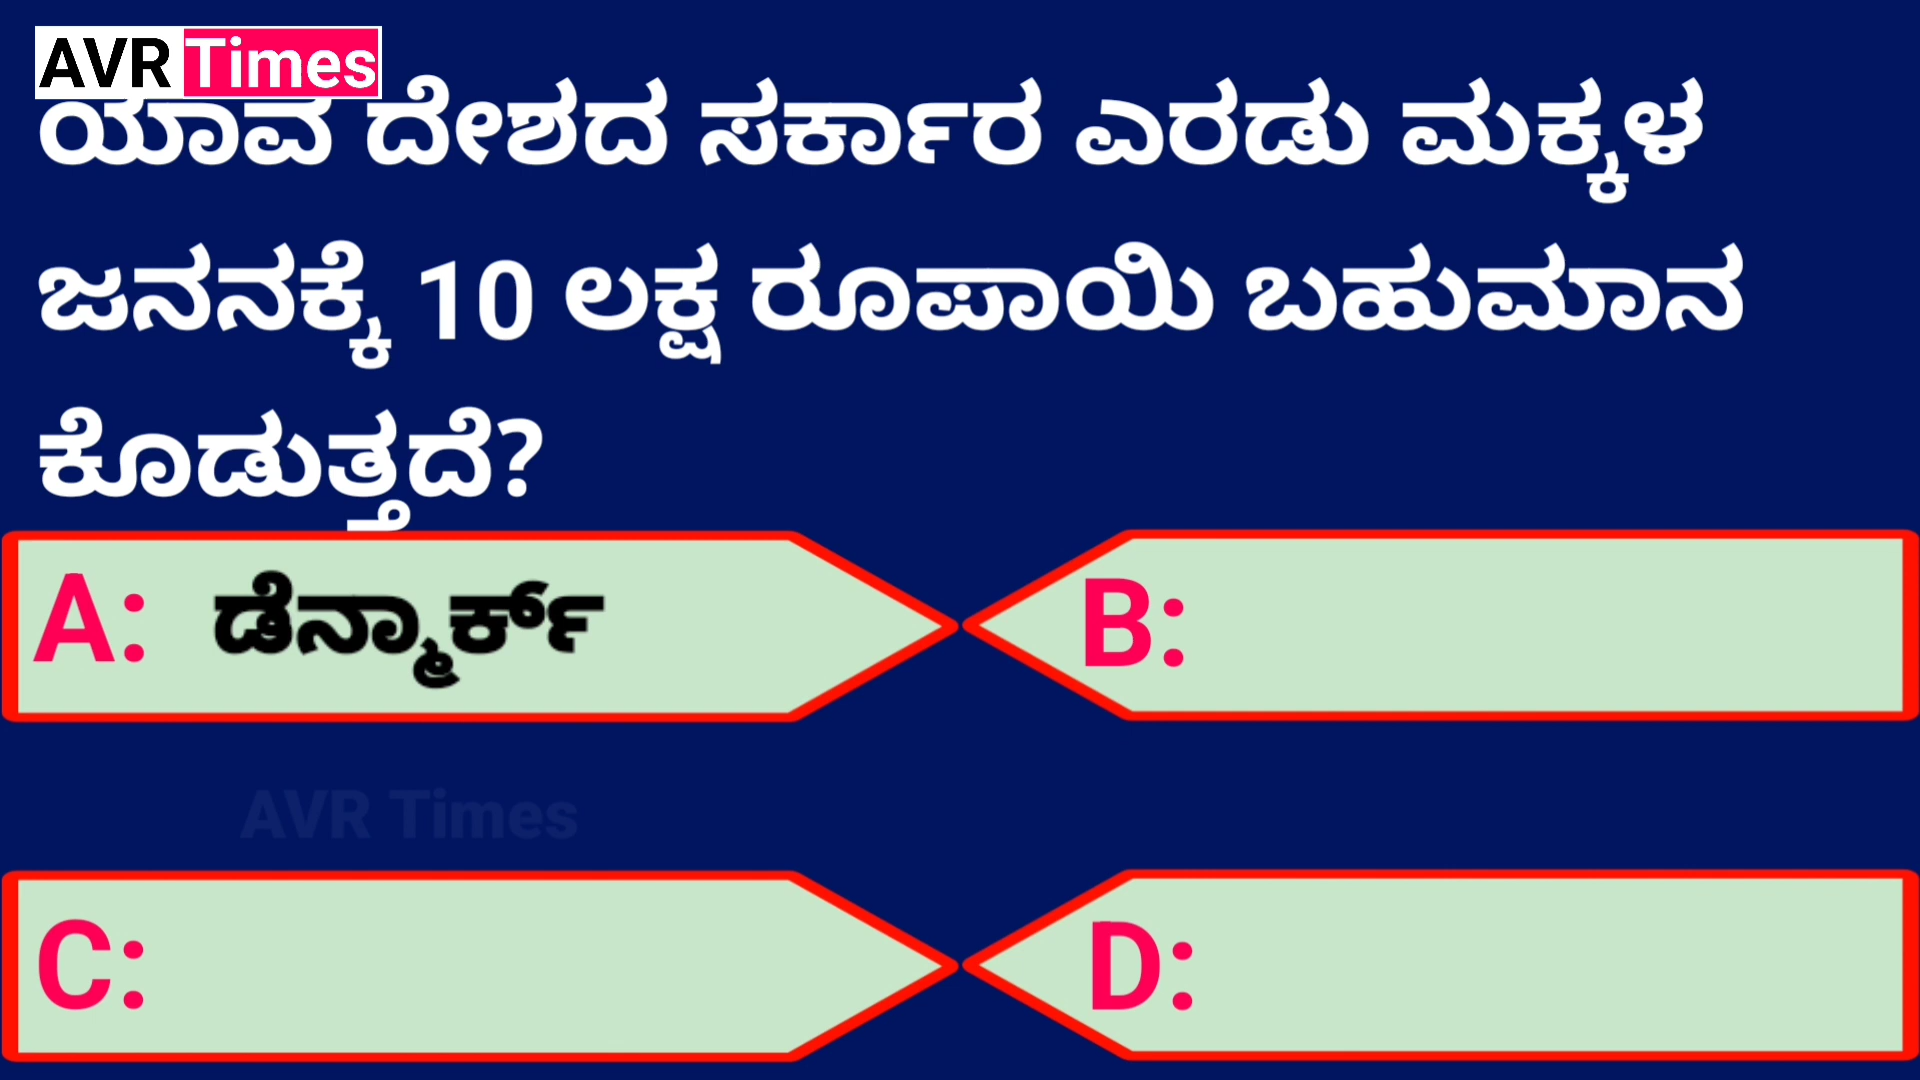 AVR Times
ಯಾವ ದೇಶದ ಸರ್ಕಾರ ಎರಡು ಮಕ್ಕಳ
ಜನನಕ್ಕೆ 10 ಲಕ್ಷ ರೂಪಾಯಿ ಬಹುಮಾನ
ಕೊಡುತ್ತದೆ?
A: ಡೆನ್ಮಾರ್ಕ್
B:
AVR Times
C:
D: